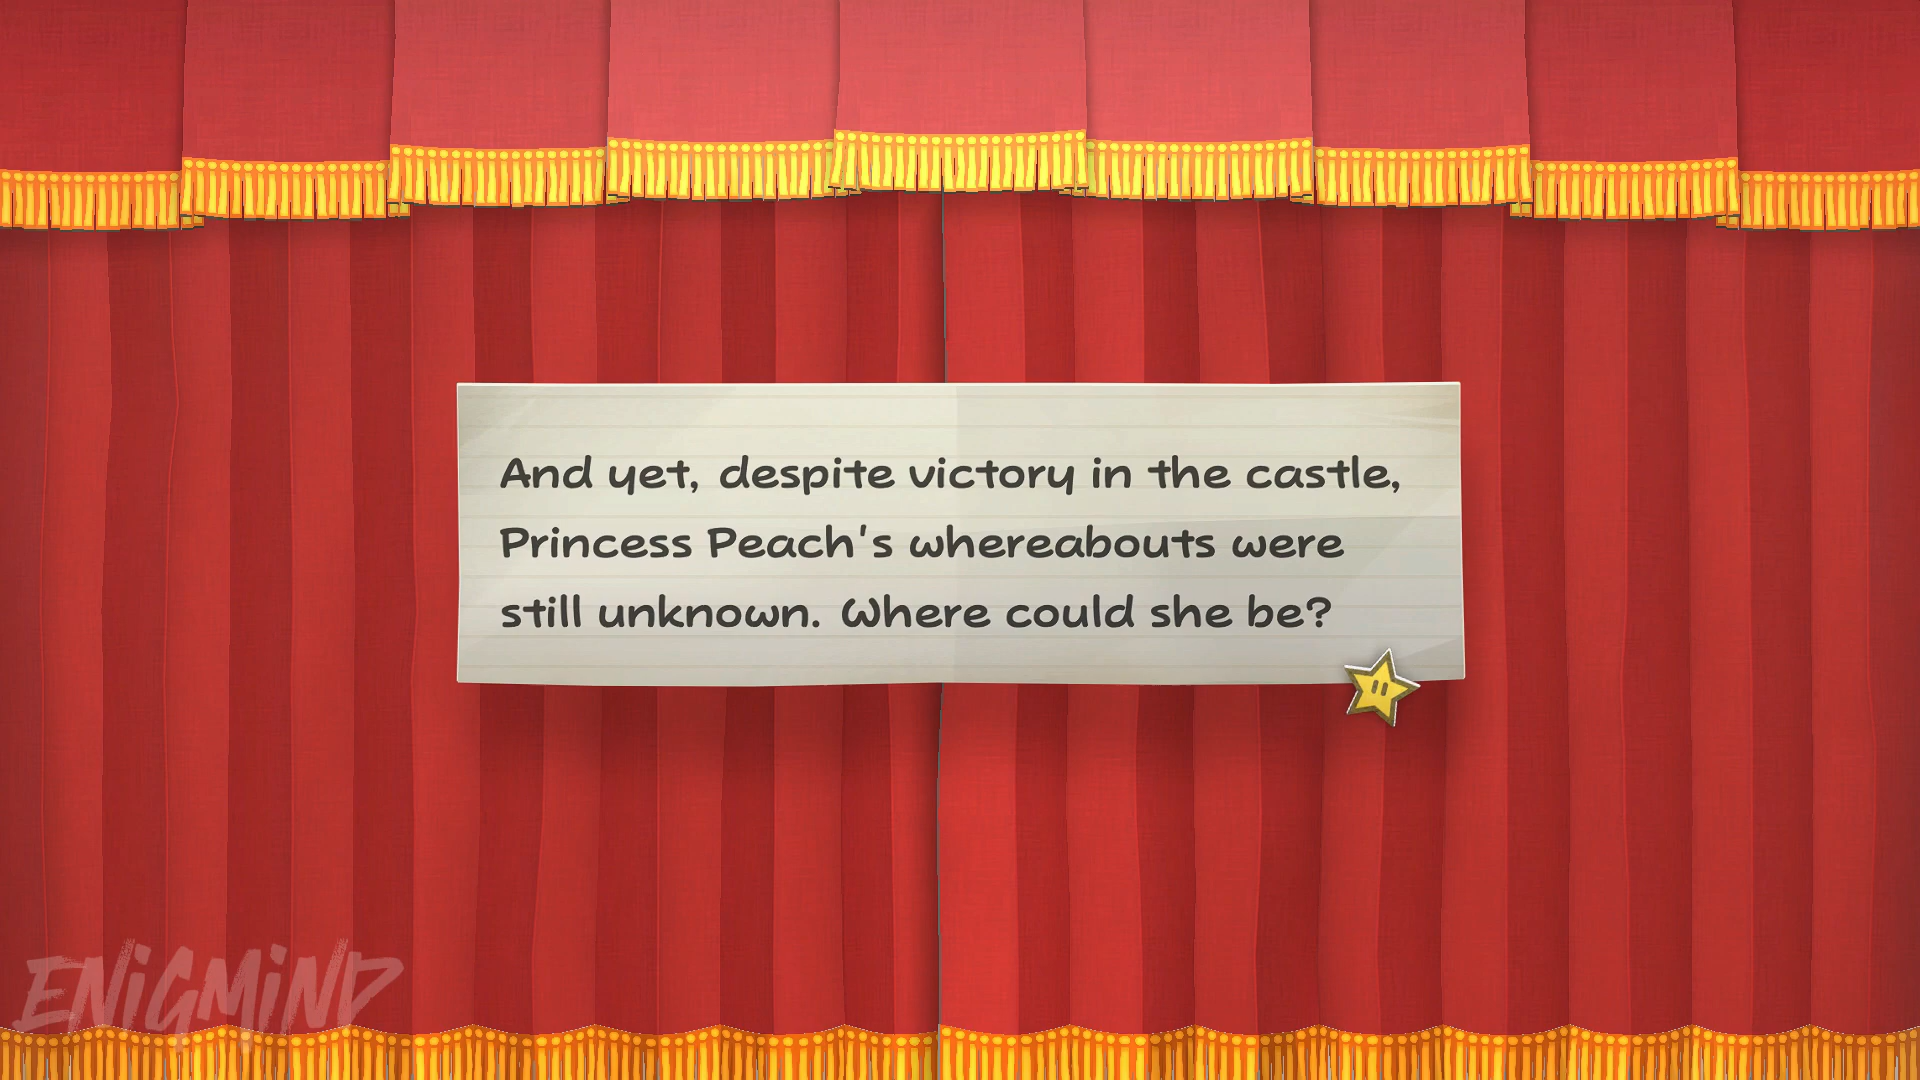 And yet, despite victory in the castle,
Princess Peach's whereabouts were
still unknown. Where could she be?
ENiGMiND